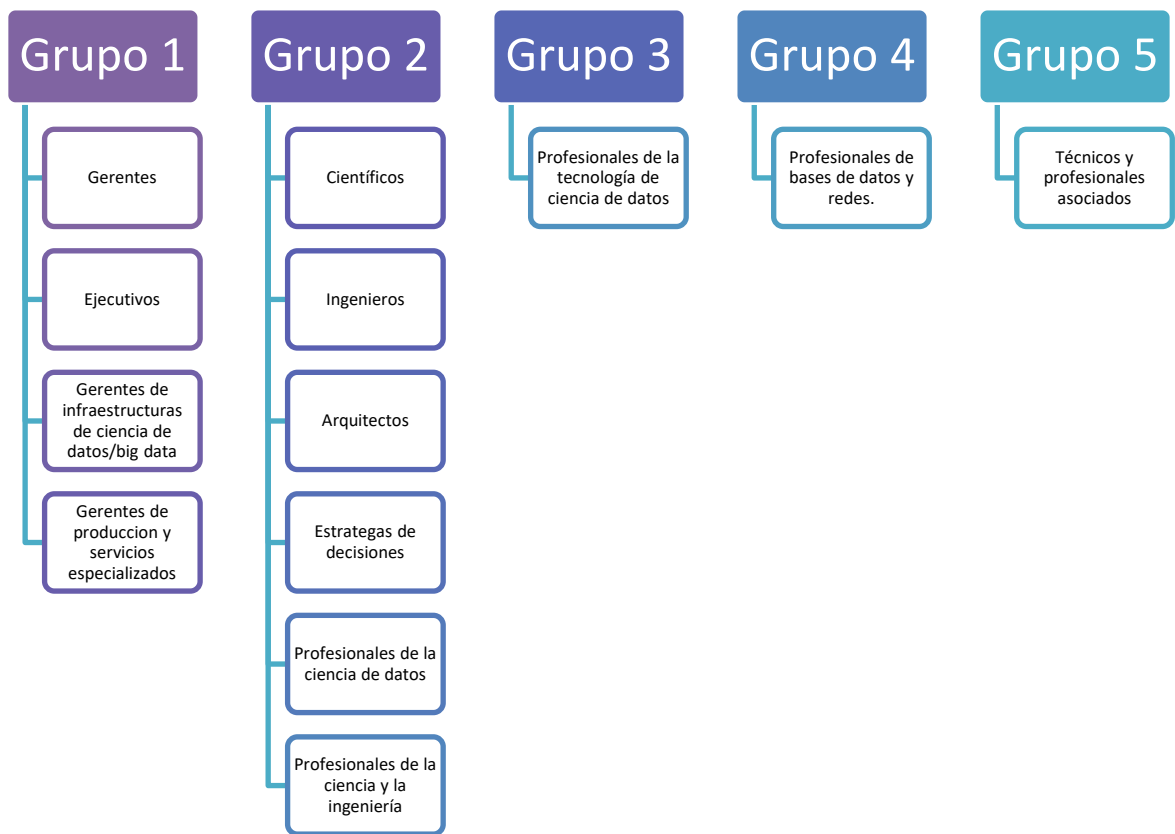 Grupo 1
Gerentes
Ejecutivos
Gerentes de
infraestructuras
de ciencia de
datos/big data
Gerentes de
produccion y
servicios
especializados
Grupo 2
Científicos
Ingenieros
Arquitectos
Estrategas de
decisiones
Profesionales de la
ciencia de datos
Profesionales de la
ciencia y la
ingeniería
Grupo 3
Profesionales de la
tecnología de
ciencia de datos
Grupo 4
Profesionales de
bases de datos y
redes.
Grupo 5
Técnicos y
profesionales
asociados